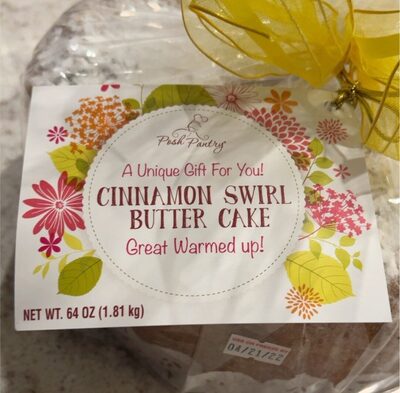 Posh Pantry
A Unique Gift For You!
CINNAMON SWIRL
BUTTER CAKE
Great Warmed up!
NET WT. 64 OZ (1.81 kg)
04/21/22